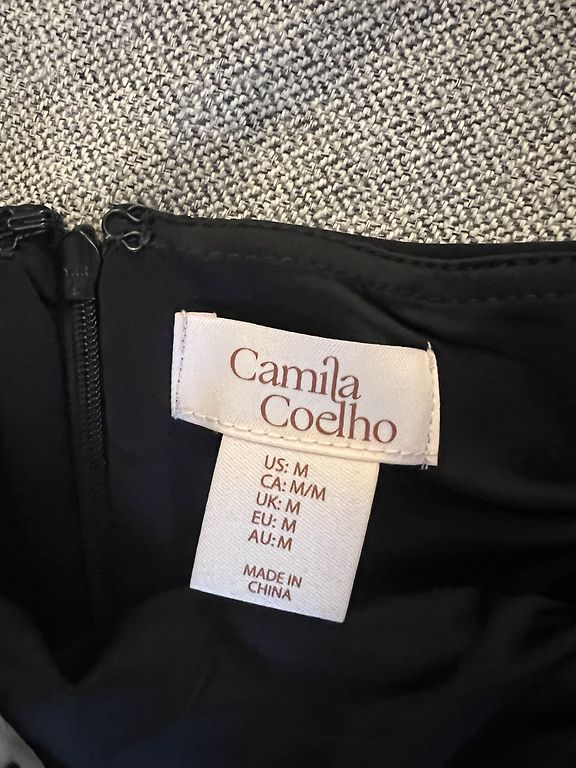 Camila
Coelho
US: M
CA: M/M
UK: M
EU: M
AU: M
MADE IN
CHINA